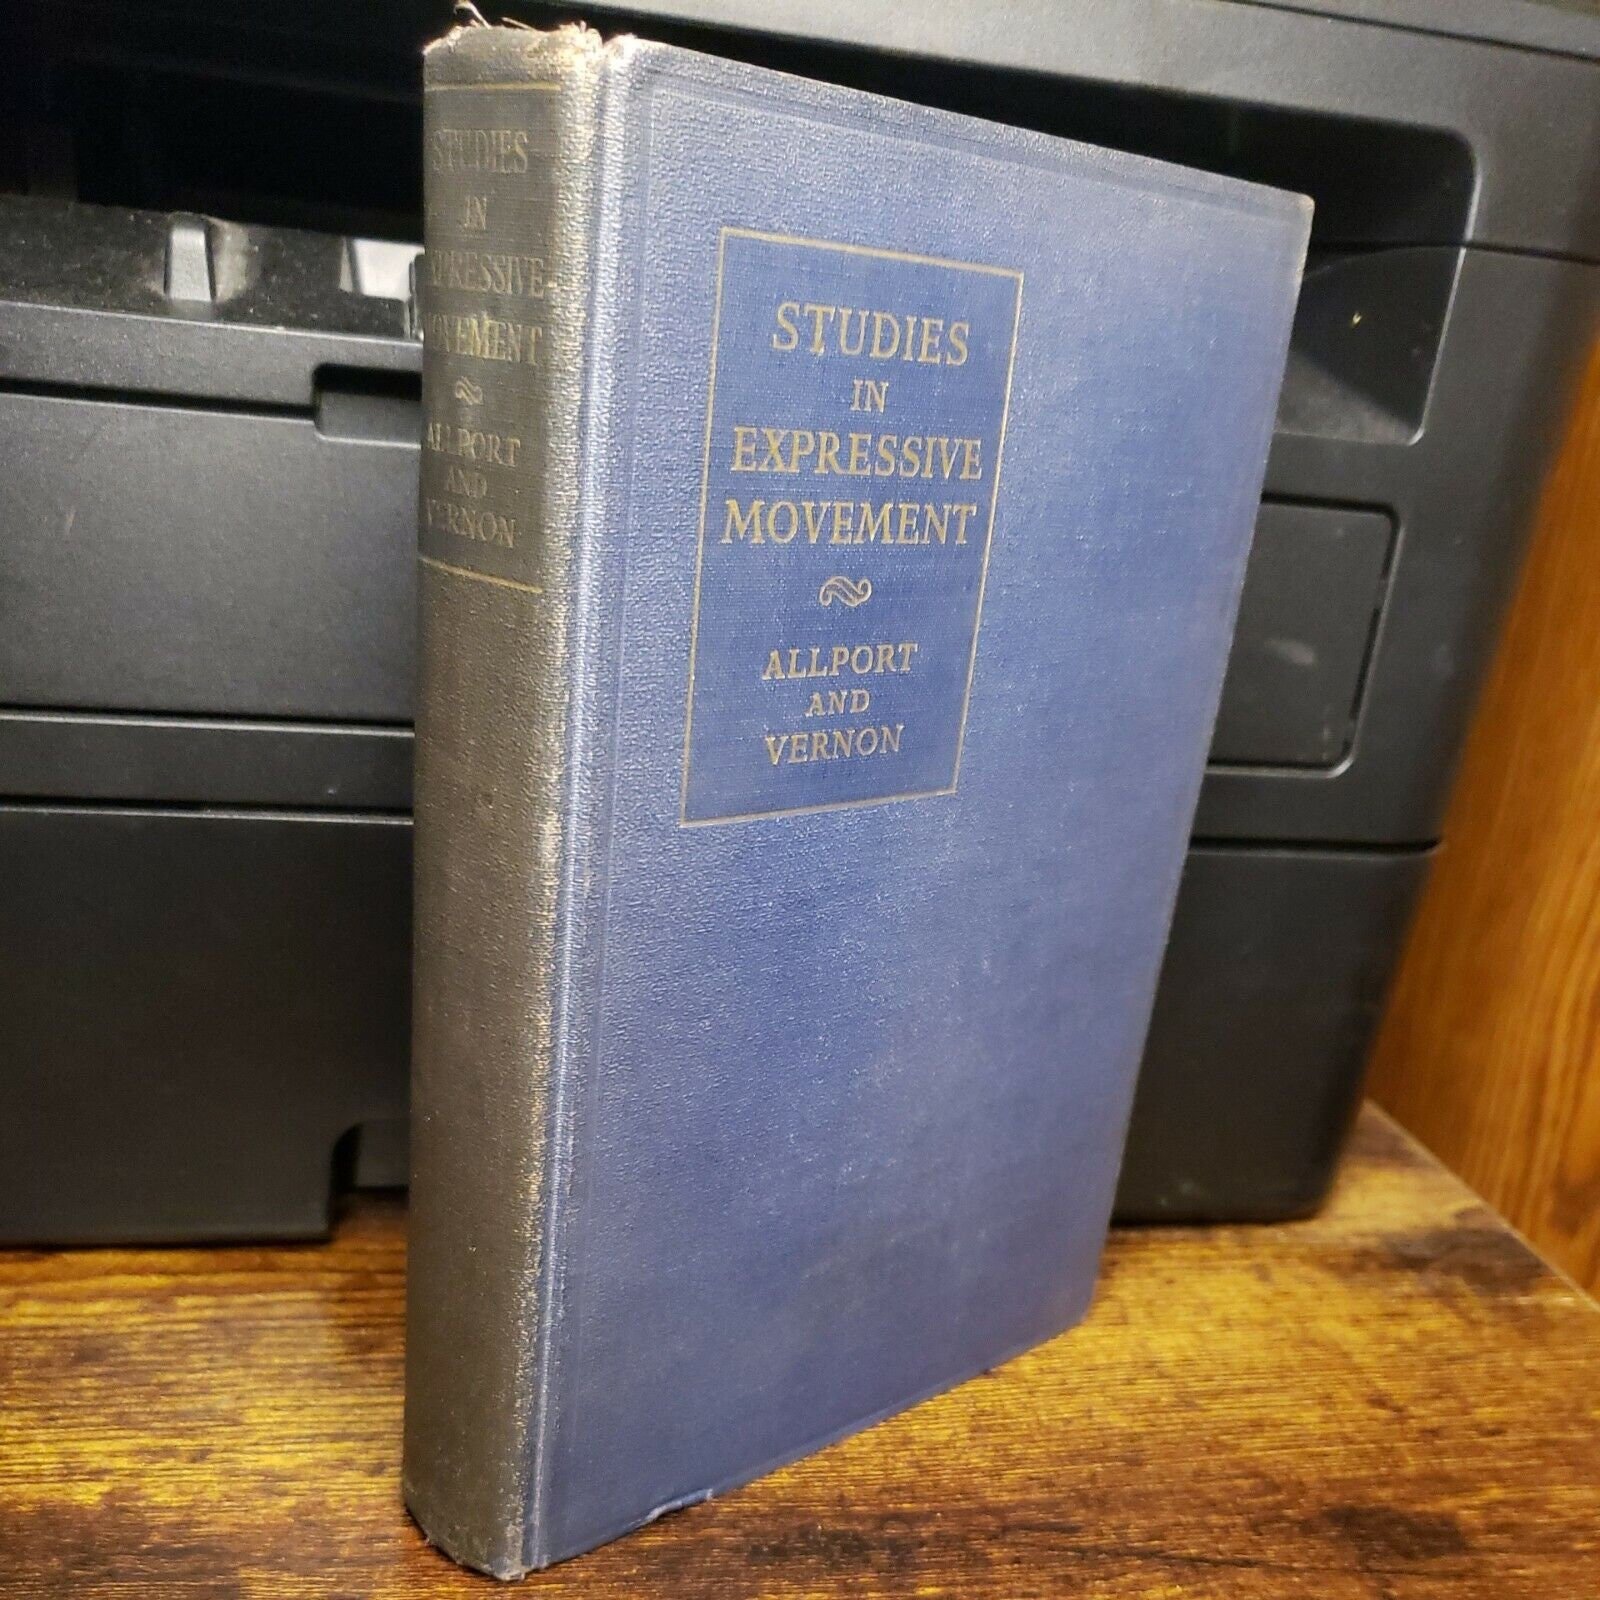 STUDIES
IN
EXPRESSIVE
MOVEMENT
ALLPORT
AND
VERNON
STUDIES
IN
EXPRESSIVE
MOVEMENT
ALLPORT
AND
VERNON